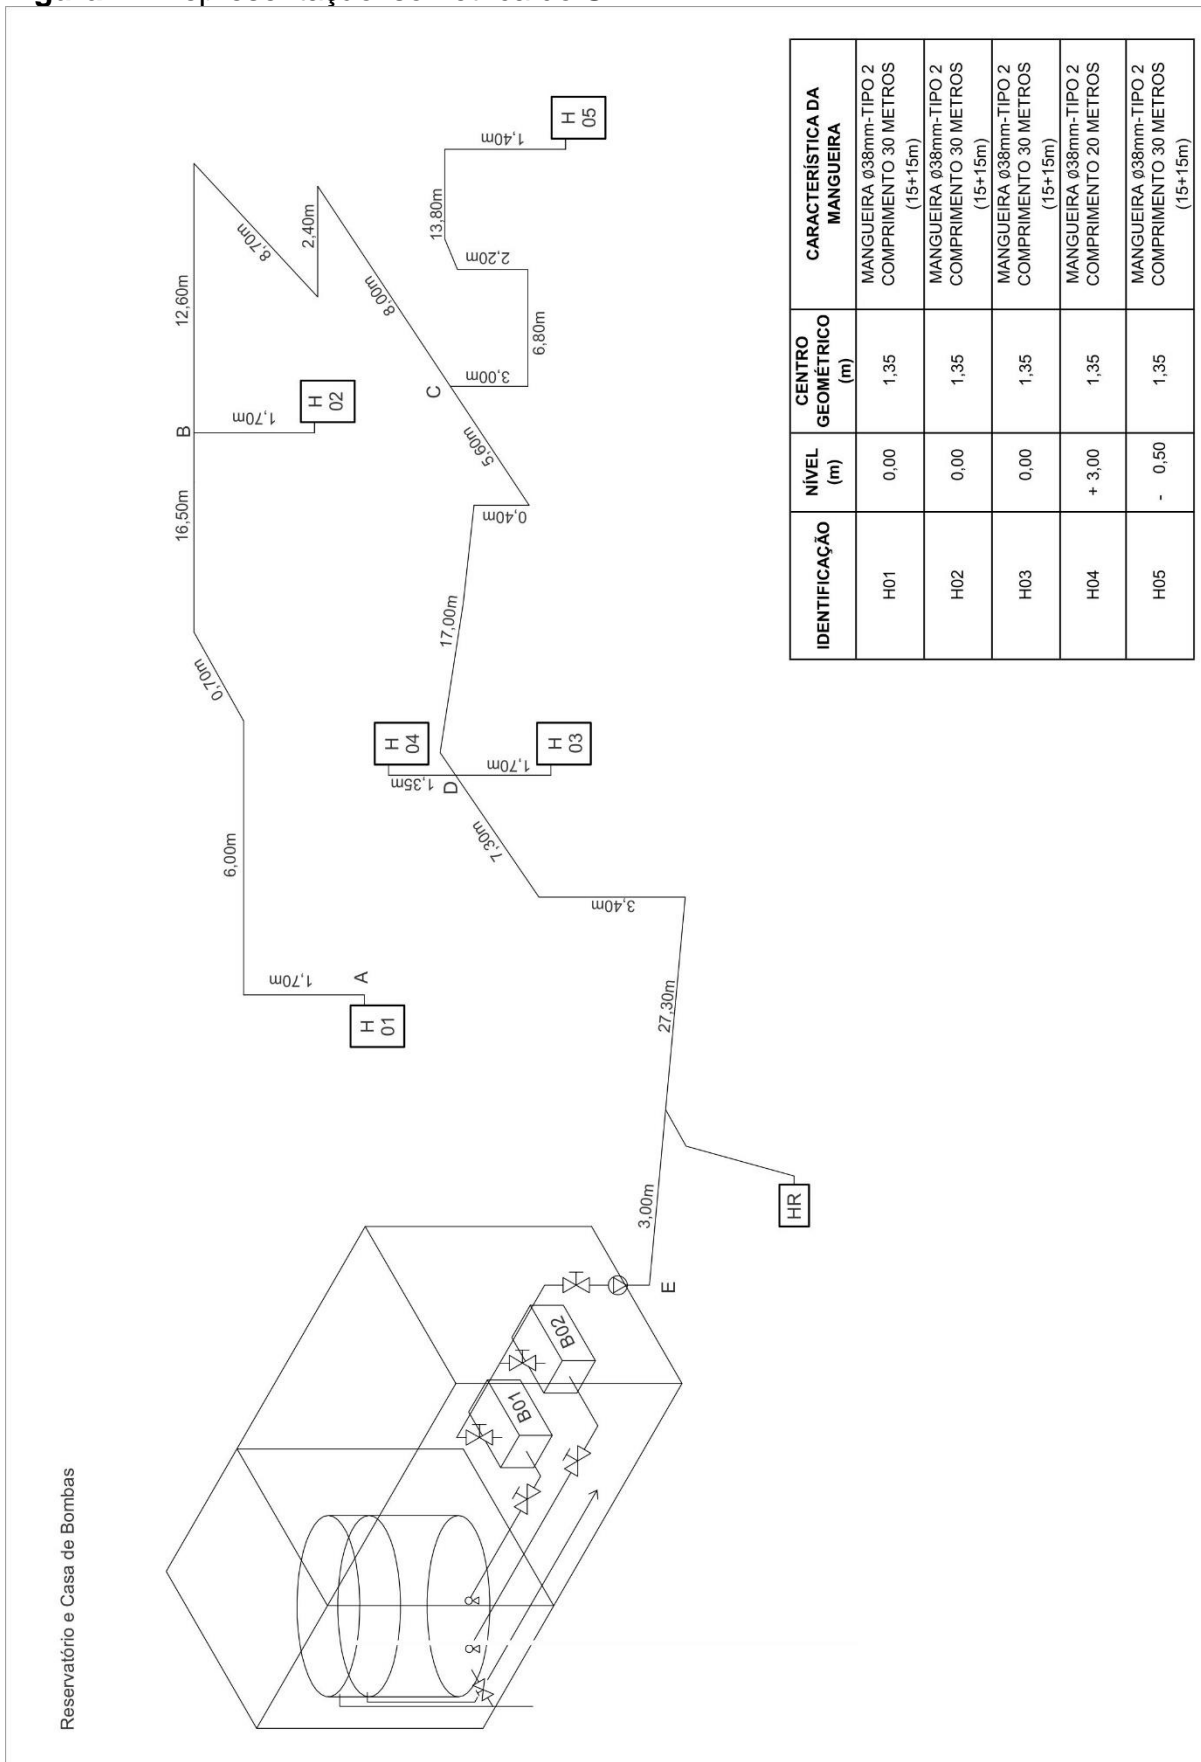 Reservatório e Casa de Bombas
B01
B02
E
3,00m
HR
27,30m
3,40m
7,30m
D
1,35m
H
04
1,70m
H
03
17,00m
0,40m
5,60m
C
3,00m
6,80m
2,20m
13,80m
1,40m
H
05
8,00m
2,40m
8,70m
12,60m
B
1,70m
H
02
16,50m
0,70m
6,00m
1,70m
A
H
01
IDENTIFICAÇÃO NÍVEL (m) CENTRO GEOMÉTRICO (m) CARACTERÍSTICA DA MANGUEIRA
H01 0,00 1,35 MANGUEIRA ø38mm-TIPO 2
COMPRIMENTO 30 METROS
(15+15m)
H02 0,00 1,35 MANGUEIRA ø38mm-TIPO 2
COMPRIMENTO 30 METROS
(15+15m)
H03 0,00 1,35 MANGUEIRA ø38mm-TIPO 2
COMPRIMENTO 30 METROS
(15+15m)
H04 + 3,00 1,35 MANGUEIRA ø38mm-TIPO 2
COMPRIMENTO 20 METROS
H05 - 0,50 1,35 MANGUEIRA ø38mm-TIPO 2
COMPRIMENTO 30 METROS
(15+15m)